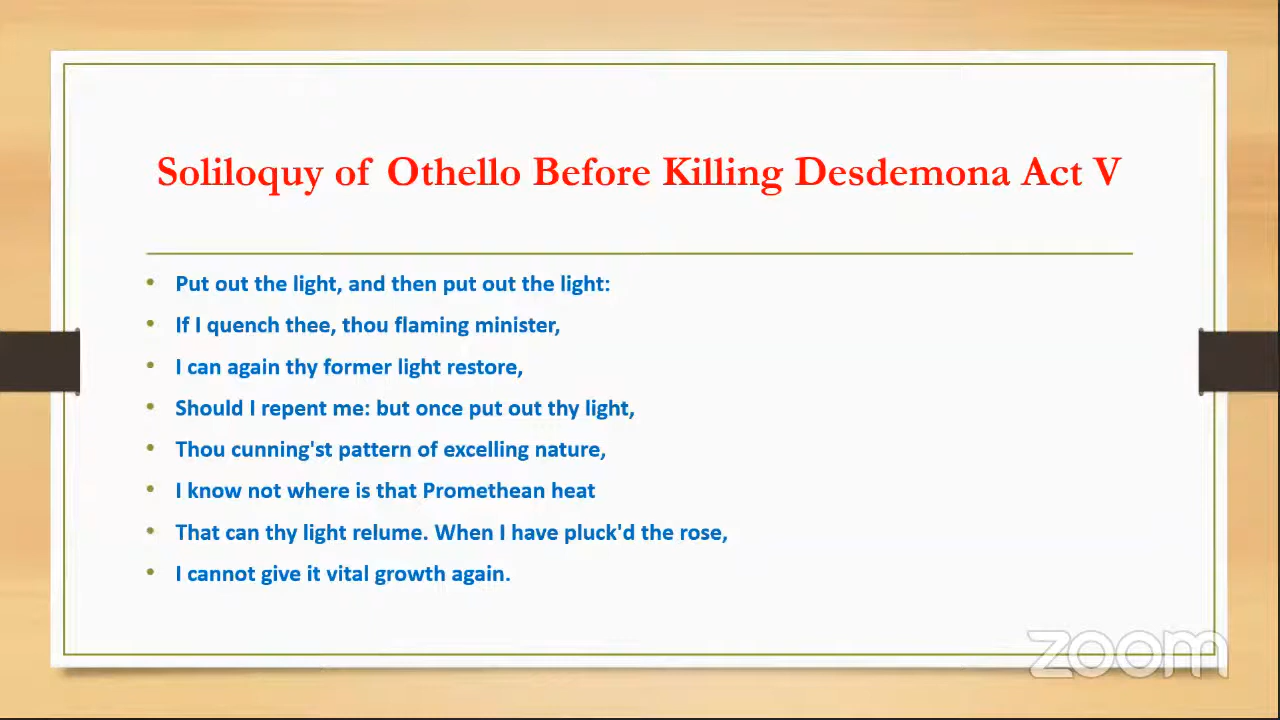 Soliloquy of Othello Before Killing Desdemona Act V
• Put out the light, and then put out the light:
• If I quench thee, thou flaming minister,
• I can again thy former light restore,
• Should I repent me: but once put out thy light,
• Thou cunning'st pattern of excelling nature,
• I know not where is that Promethean heat
• That can thy light relume. When I have pluck'd the rose,
• I cannot give it vital growth again.
zoom